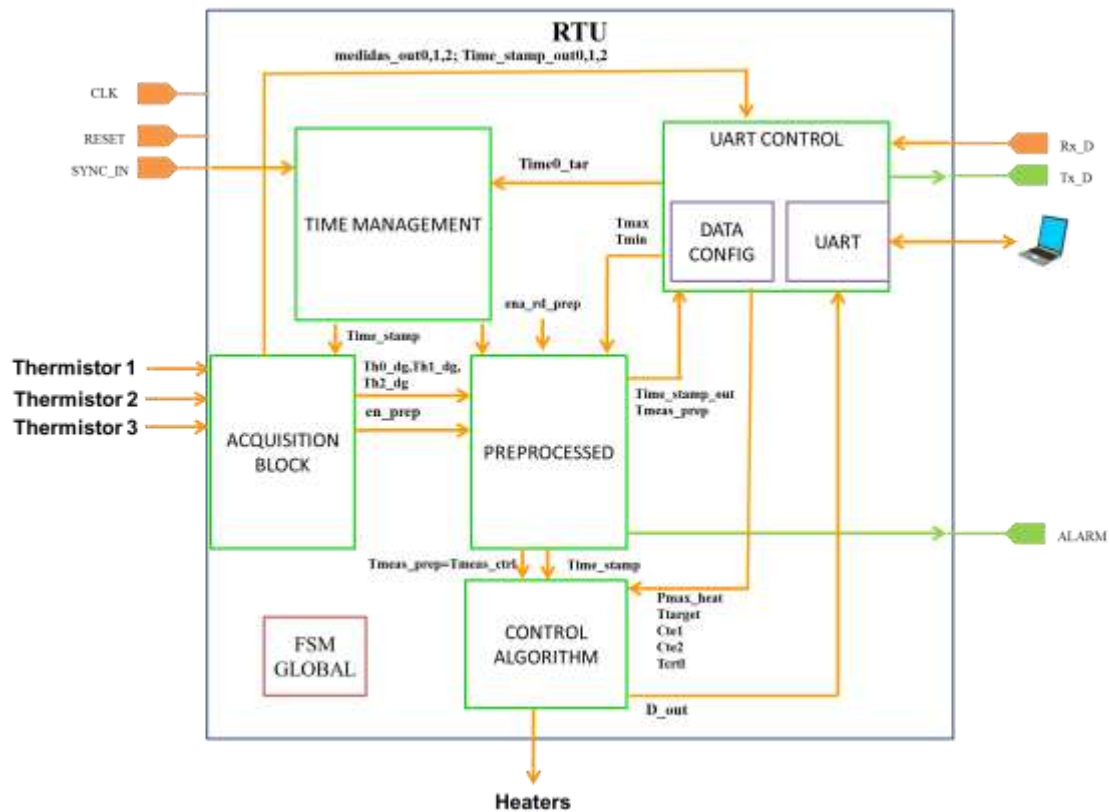 RTU
medidas_out0,1,2; Time_stamp_out0,1,2
CLK
RESET
SYNC_IN
UART CONTROL
Rx_D
Tx_D
Time0_tar
TIME MANAGEMENT
DATA
CONFIG
UART
Tmax
Tmin
ena_rd_prep
Time_stamp
Thermistor 1
Thermistor 2
Thermistor 3
Th0_dg,Th1_dg,
Th2_dg
en_prep
ACQUISITION
BLOCK
PREPROCESSED
Time_stamp_out
Tmeas_prep
ALARM
Tmeas_prep=Tmeas_ctrl
Time_stamp
Pmax_heat
Ttarget
Cte1
Cte2
Tcrt0
FSM
GLOBAL
CONTROL
ALGORITHM
D_out
Heaters